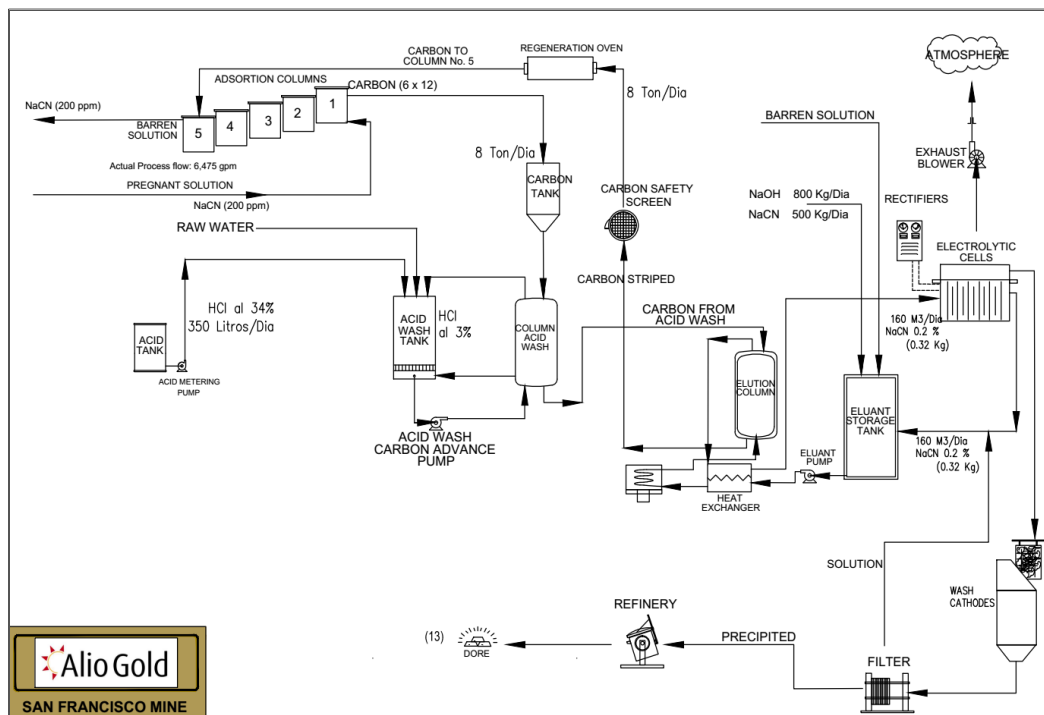 ATMOSPHERE
CARBON TO
COLUMN No. 5
REGENERATION OVEN
ADSORTION COLUMNS
CARBON (6 x 12)
NaCN (200 ppm)
BARREN
SOLUTION
5
4
3
2
1
8 Ton/Dia
Actual Process flow: 6,475 gpm
PREGNANT SOLUTION
NaCN (200 ppm)
8 Ton/Dia
CARBON
TANK
CARBON SAFETY
SCREEN
BARREN SOLUTION
EXHAUST
BLOWER
NaOH 800 Kg/Dia
NaCN 500 Kg/Dia
RECTIFIERS
ELECTROLYTIC
CELLS
RAW WATER
CARBON STRIPED
HCl al 34%
350 Litros/Dia
ACID
TANK
ACID METERING
PUMP
ACID
WASH
TANK
HCl
al 3%
COLUMN
ACID
WASH
CARBON FROM
ACID WASH
160 M3/Dia
NaCN 0.2 %
(0.32 Kg)
ELUTION
COLUMN
ELUANT
STORAGE
TANK
ACID WASH
CARBON ADVANCE
PUMP
160 M3/Dia
NaCN 0.2 %
(0.32 Kg)
ELUANT
PUMP
HEAT
EXCHANGER
SOLUTION
WASH
CATHODES
REFINERY
(13)
DORE
PRECIPITED
FILTER
Alio Gold
SAN FRANCISCO MINE